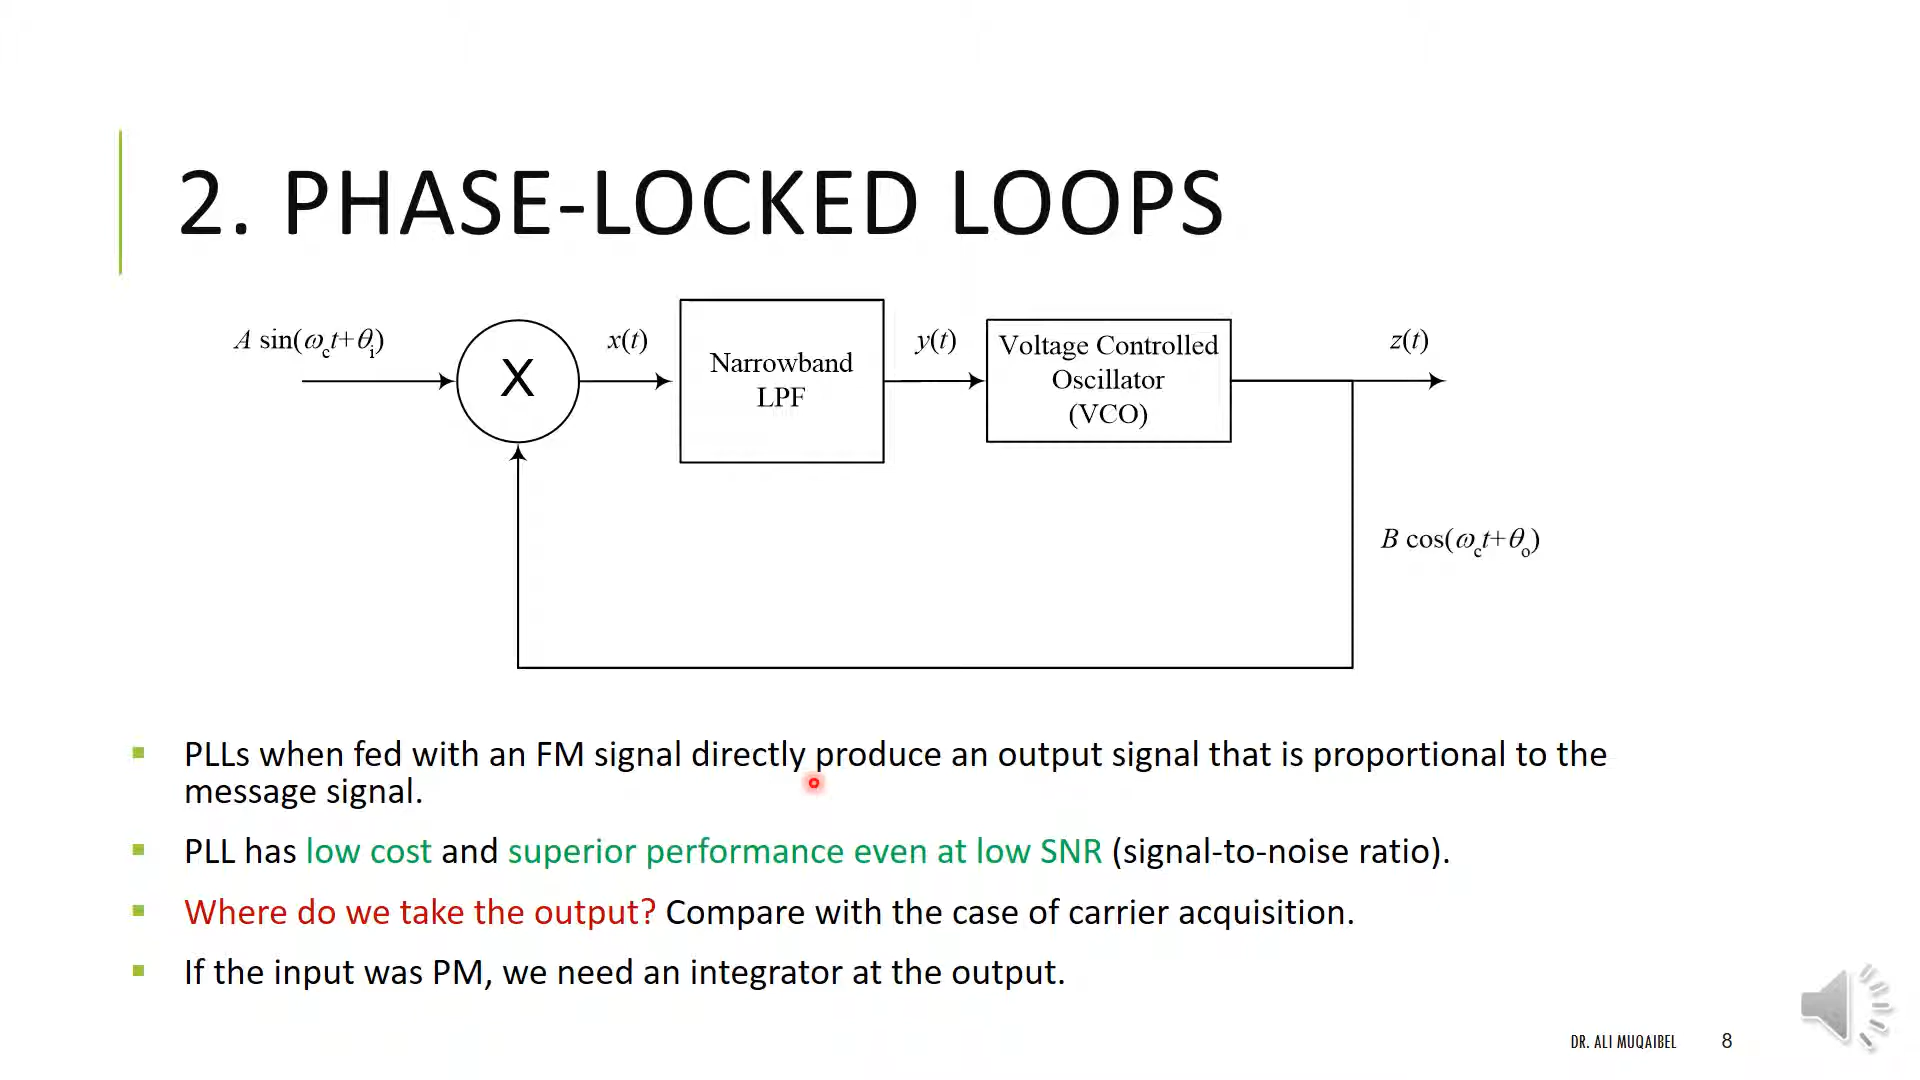 2. PHASE-LOCKED LOOPS
A sin(ωct+θi)
X
x(t)
Narrowband
LPF
y(t)
Voltage Controlled
Oscillator
(VCO)
z(t)
B cos(ωct+θo)
▪ PLLs when fed with an FM signal directly produce an output signal that is proportional to the
message signal.
▪ PLL has low cost and superior performance even at low SNR (signal-to-noise ratio).
▪ Where do we take the output? Compare with the case of carrier acquisition.
▪ If the input was PM, we need an integrator at the output.
DR. ALI MUQAIBEL 8